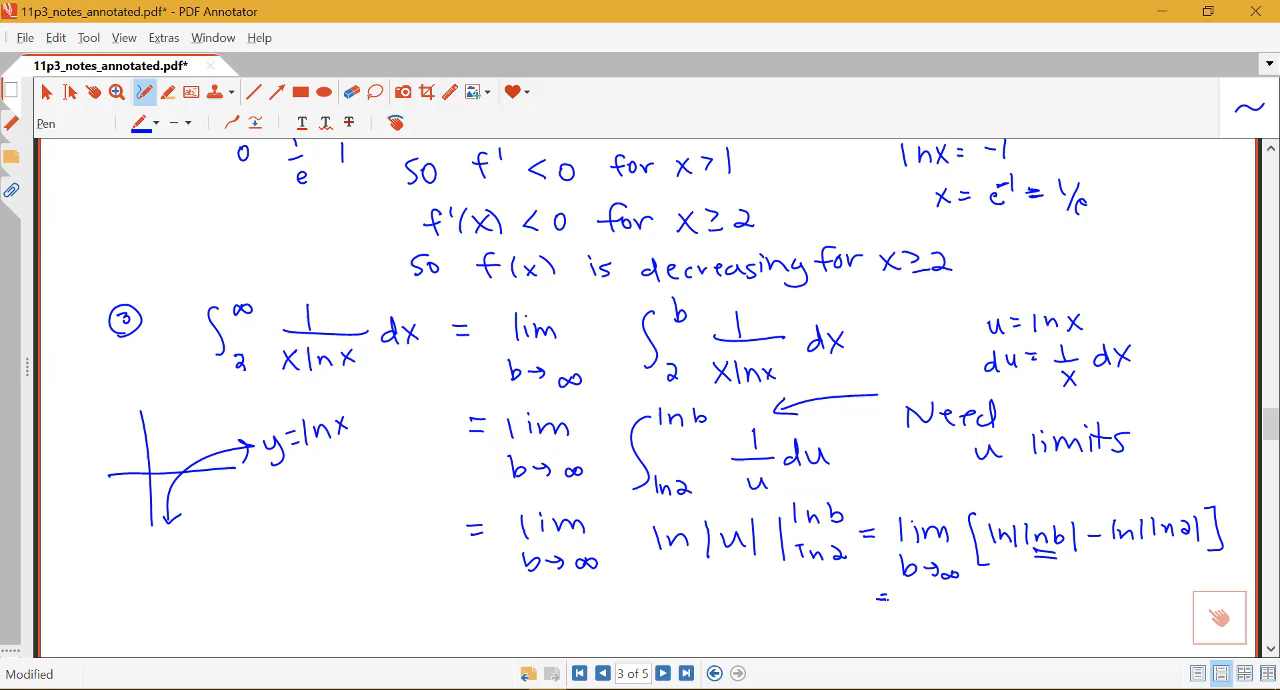 11p3_notes_annotated.pdf* - PDF Annotator
File Edit Tool View Extras Window Help
11p3_notes_annotated.pdf*
Pen
0 1/e 1
so f' < 0 for x > 1
ln x = -1
x = e^-1 = 1/e
f'(x) < 0 for x ≥ 2
so f(x) is decreasing for x ≥ 2
③ ∫_2^∞ 1/(x ln x) dx = lim_{b→∞} ∫_2^b 1/(x ln x) dx
u = ln x
du = 1/x dx
y = ln x
= lim_{b→∞} ∫_{ln 2}^{ln b} 1/u du
Need
u limits
= lim_{b→∞} ln|u| |_{ln 2}^{ln b} = lim_{b→∞} [ln|ln b| - ln|ln 2|]
=
Modified
3 of 5